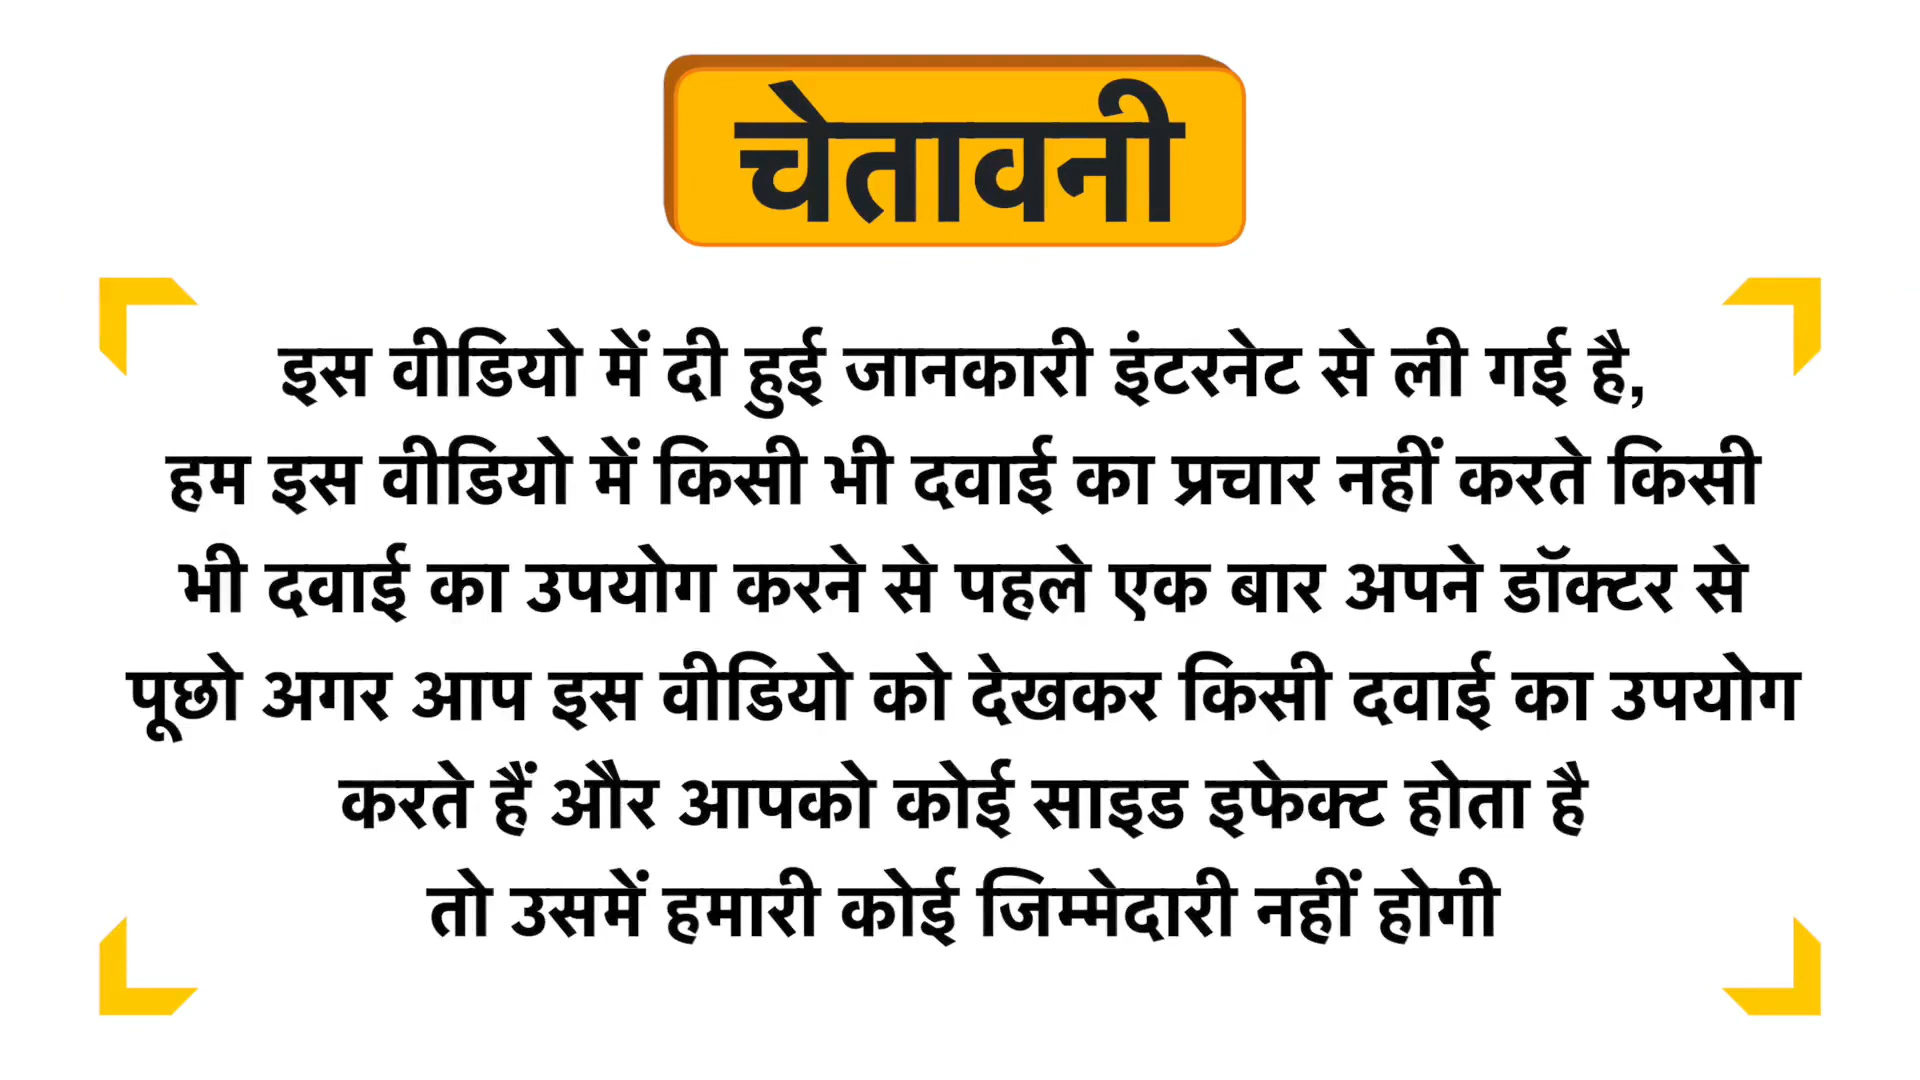 चेतावनी
इस वीडियो में दी हुई जानकारी इंटरनेट से ली गई है,
हम इस वीडियो में किसी भी दवाई का प्रचार नहीं करते किसी
भी दवाई का उपयोग करने से पहले एक बार अपने डॉक्टर से
पूछो अगर आप इस वीडियो को देखकर किसी दवाई का उपयोग
करते हैं और आपको कोई साइड इफेक्ट होता है
तो उसमें हमारी कोई जिम्मेदारी नहीं होगी